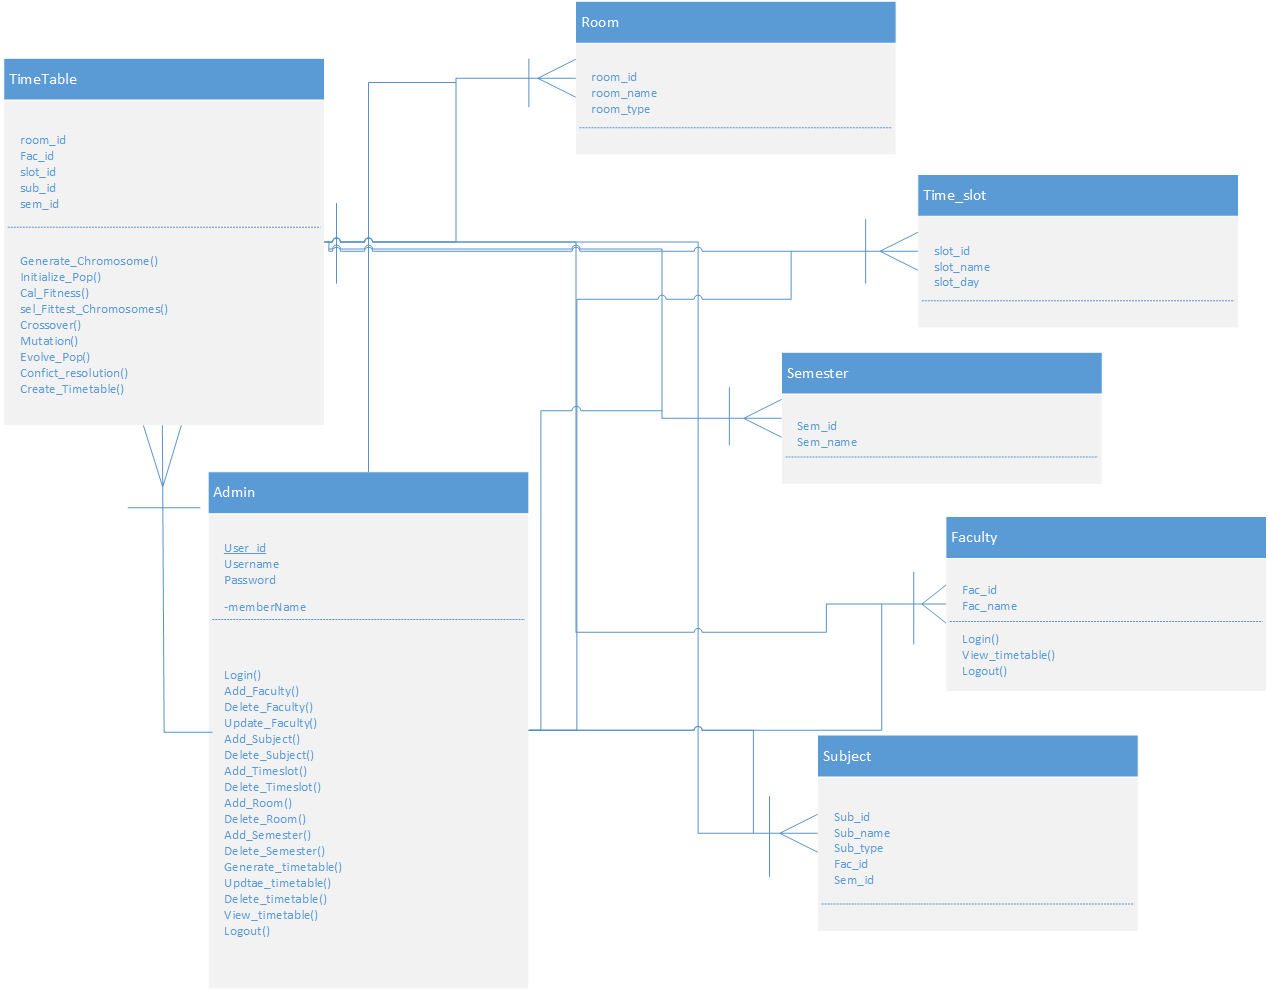 Room
room_id
room_name
room_type
TimeTable
room_id
Fac_id
slot_id
sub_id
sem_id
Generate_Chromosome()
Initialize_Pop()
Cal_Fitness()
sel_Fittest_Chromosomes()
Crossover()
Mutation()
Evolve_Pop()
Confict_resolution()
Create_Timetable()
Time_slot
slot_id
slot_name
slot_day
Semester
Sem_id
Sem_name
Admin
User_id
Username
Password
-memberName
Login()
Add_Faculty()
Delete_Faculty()
Update_Faculty()
Add_Subject()
Delete_Subject()
Add_Timeslot()
Delete_Timeslot()
Add_Room()
Delete_Room()
Add_Semester()
Delete_Semester()
Generate_timetable()
Updtae_timetable()
Delete_timetable()
View_timetable()
Logout()
Faculty
Fac_id
Fac_name
Login()
View_timetable()
Logout()
Subject
Sub_id
Sub_name
Sub_type
Fac_id
Sem_id